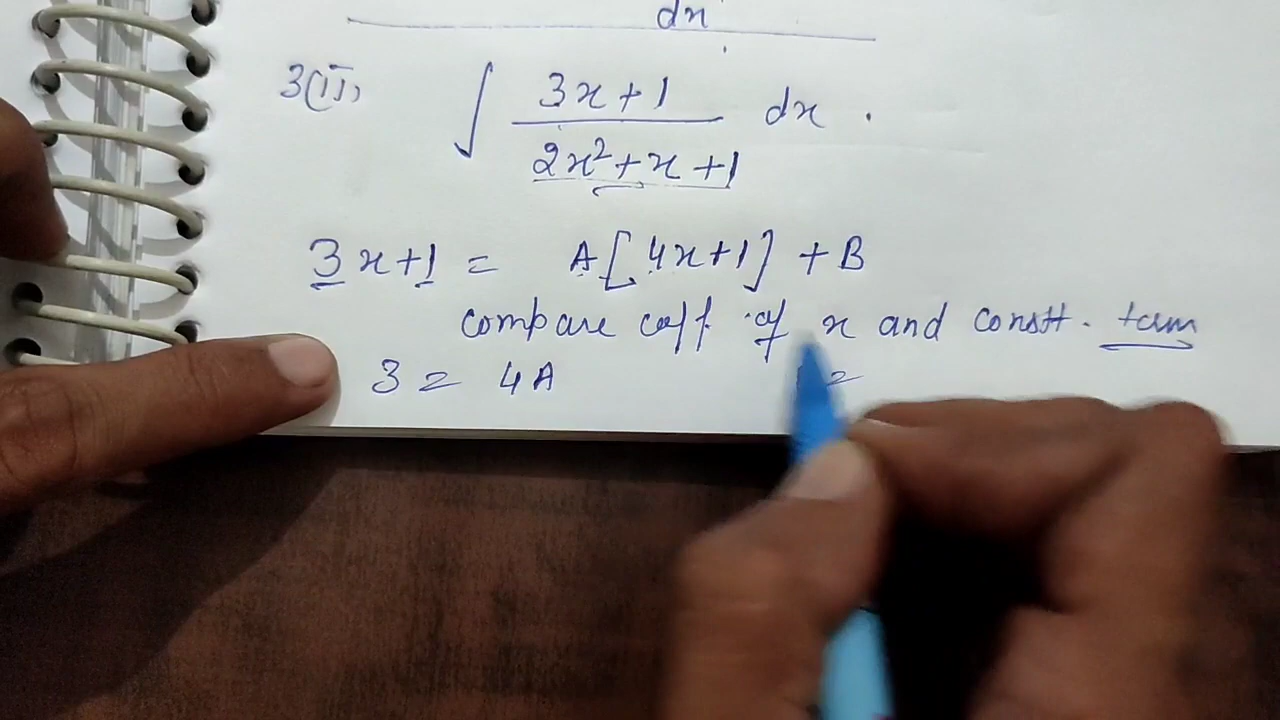 dx
3(ii) ∫ 3x+1 / 2x²+x+1 dx .
3x+1 = A[4x+1] + B
compare coff. of x and constt. term
3 = 4A =